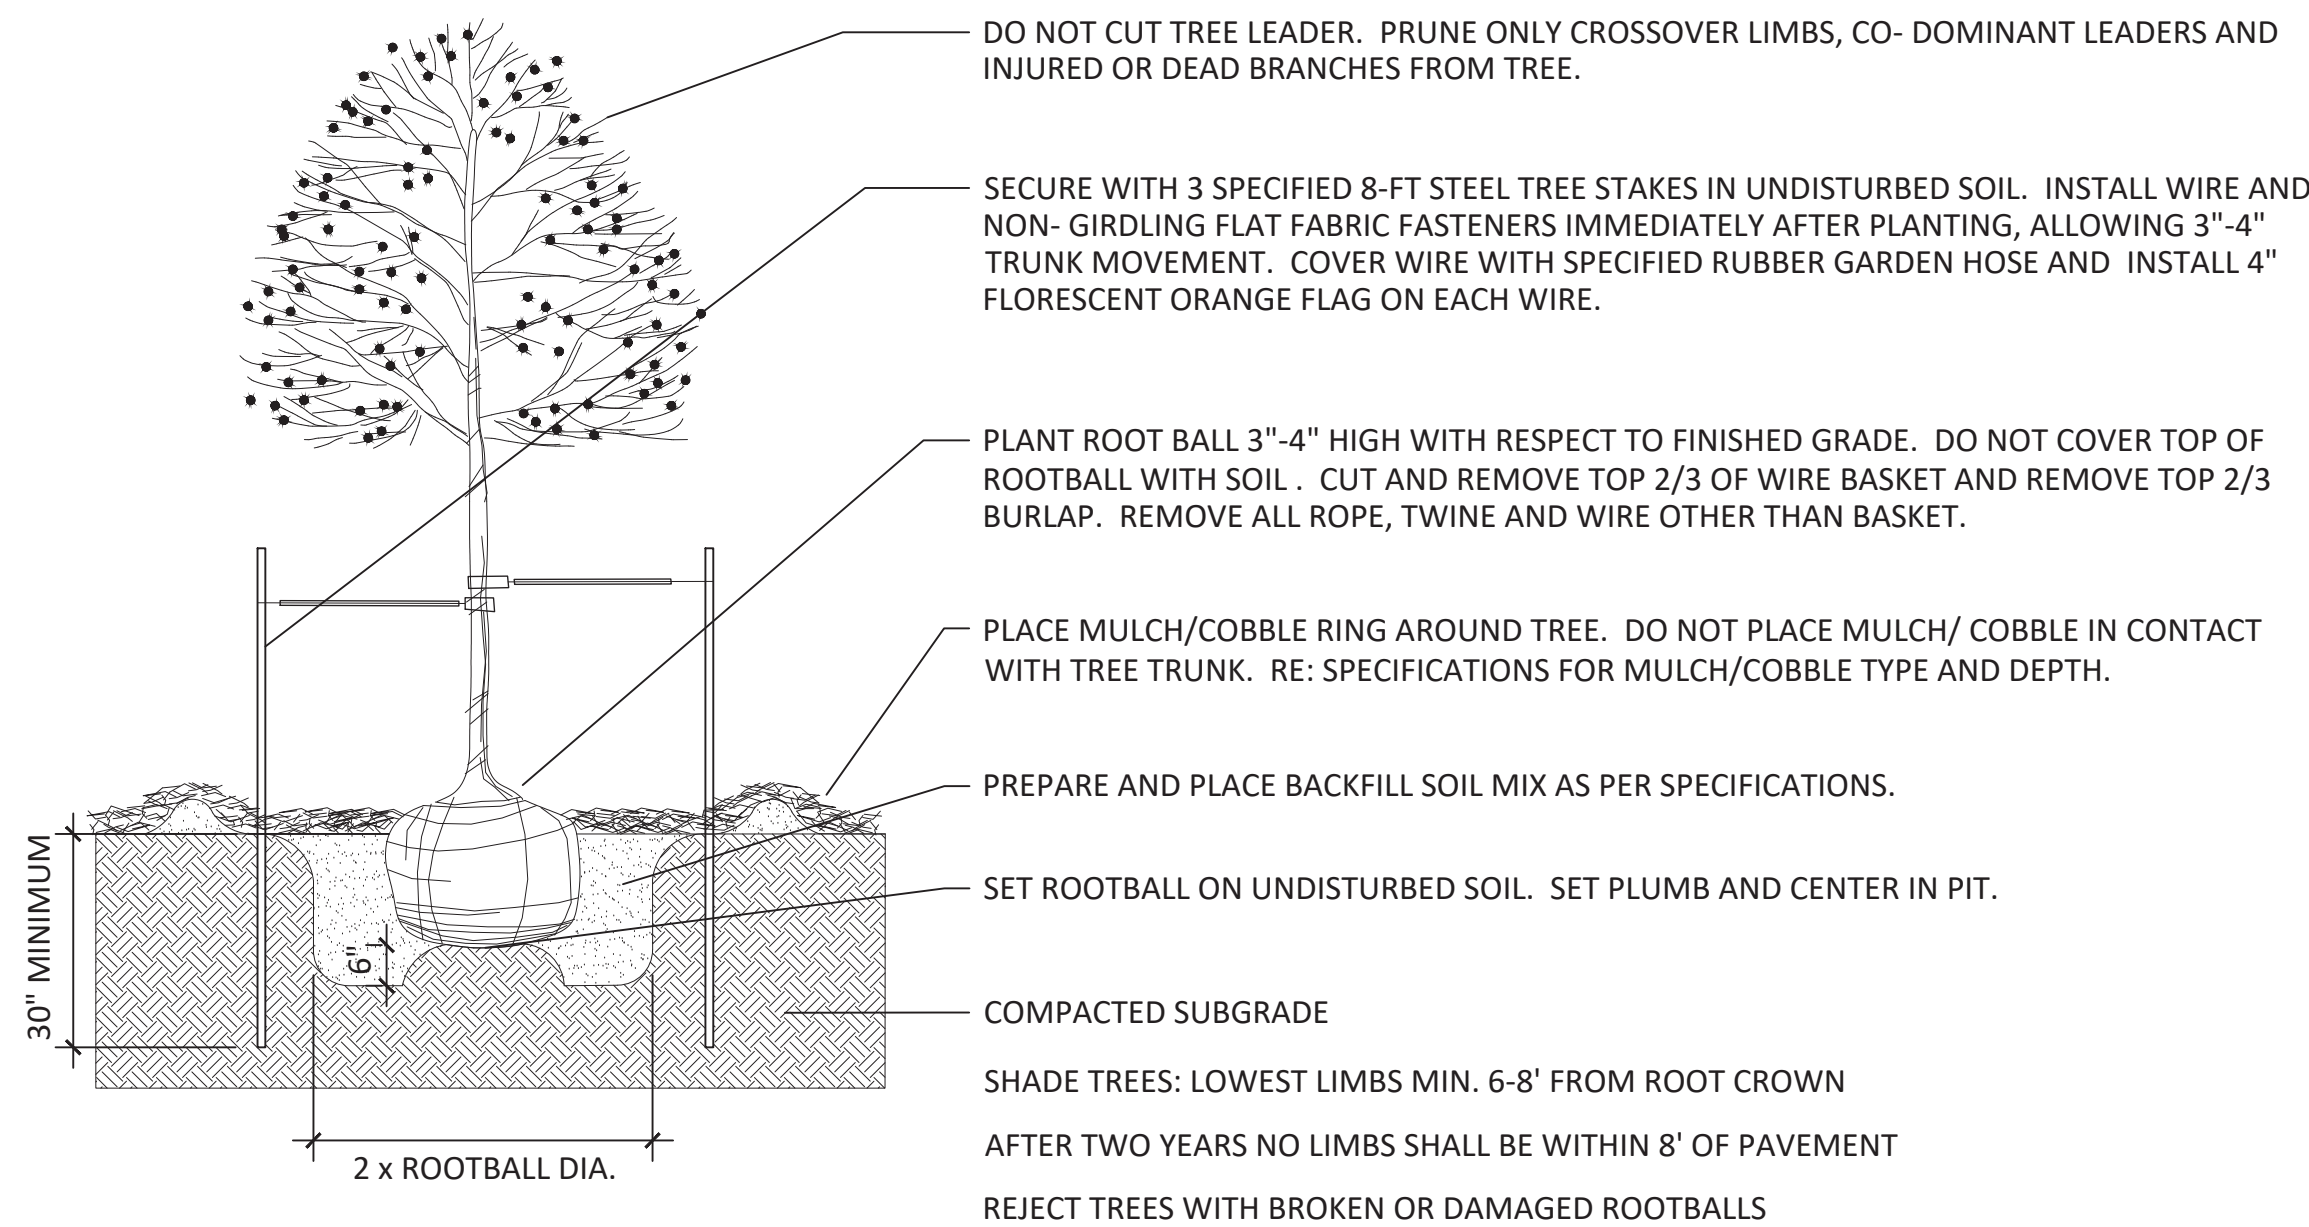 DO NOT CUT TREE LEADER.  PRUNE ONLY CROSSOVER LIMBS, CO- DOMINANT LEADERS AND
INJURED OR DEAD BRANCHES FROM TREE.
SECURE WITH 3 SPECIFIED 8-FT STEEL TREE STAKES IN UNDISTURBED SOIL.  INSTALL WIRE AND
NON- GIRDLING FLAT FABRIC FASTENERS IMMEDIATELY AFTER PLANTING, ALLOWING 3"-4"
TRUNK MOVEMENT.  COVER WIRE WITH SPECIFIED RUBBER GARDEN HOSE AND  INSTALL 4"
FLORESCENT ORANGE FLAG ON EACH WIRE.
PLANT ROOT BALL 3"-4" HIGH WITH RESPECT TO FINISHED GRADE.  DO NOT COVER TOP OF
ROOTBALL WITH SOIL .  CUT AND REMOVE TOP 2/3 OF WIRE BASKET AND REMOVE TOP 2/3
BURLAP.  REMOVE ALL ROPE, TWINE AND WIRE OTHER THAN BASKET.
PLACE MULCH/COBBLE RING AROUND TREE.  DO NOT PLACE MULCH/ COBBLE IN CONTACT
WITH TREE TRUNK.  RE: SPECIFICATIONS FOR MULCH/COBBLE TYPE AND DEPTH.
PREPARE AND PLACE BACKFILL SOIL MIX AS PER SPECIFICATIONS.
SET ROOTBALL ON UNDISTURBED SOIL.  SET PLUMB AND CENTER IN PIT.
COMPACTED SUBGRADE
SHADE TREES: LOWEST LIMBS MIN. 6-8' FROM ROOT CROWN
AFTER TWO YEARS NO LIMBS SHALL BE WITHIN 8' OF PAVEMENT
REJECT TREES WITH BROKEN OR DAMAGED ROOTBALLS
30" MINIMUM
6"
2 x ROOTBALL DIA.